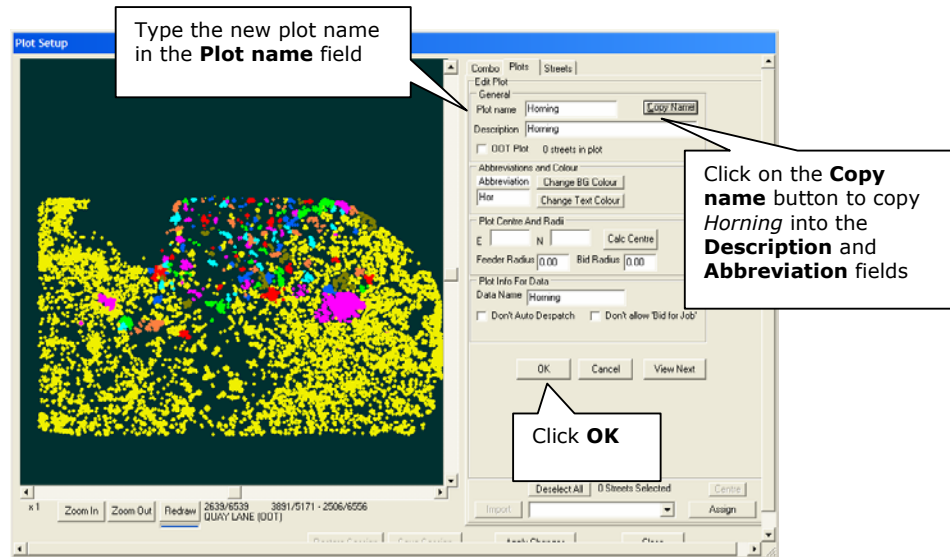 Type the new plot name
in the Plot name field
Plot Setup
Combo Plots Streets
Edit Plot
General
Plot name Horning Copy Name
Description Horning
OOT Plot 0 streets in plot
Abbreviations and Colour
Abbreviation Change BG Colour
Hor Change Text Colour
Click on the Copy
name button to copy
Horning into the
Description and
Abbreviation fields
Plot Centre And Radii
E N Calc Centre
Feeder Radius 0.00 Bid Radius 0.00
Plot Info For Data
Data Name Horning
Don't Auto Despatch Don't allow 'Bid for Job'
OK Cancel View Next
Click OK
Deselect All 0 Streets Selected Centre
Import Assign
x 1 Zoom In Zoom Out Redraw 2639/6539 3891/5171 - 2506/6556
QUAY LANE (OOT)
Apply Changes Close